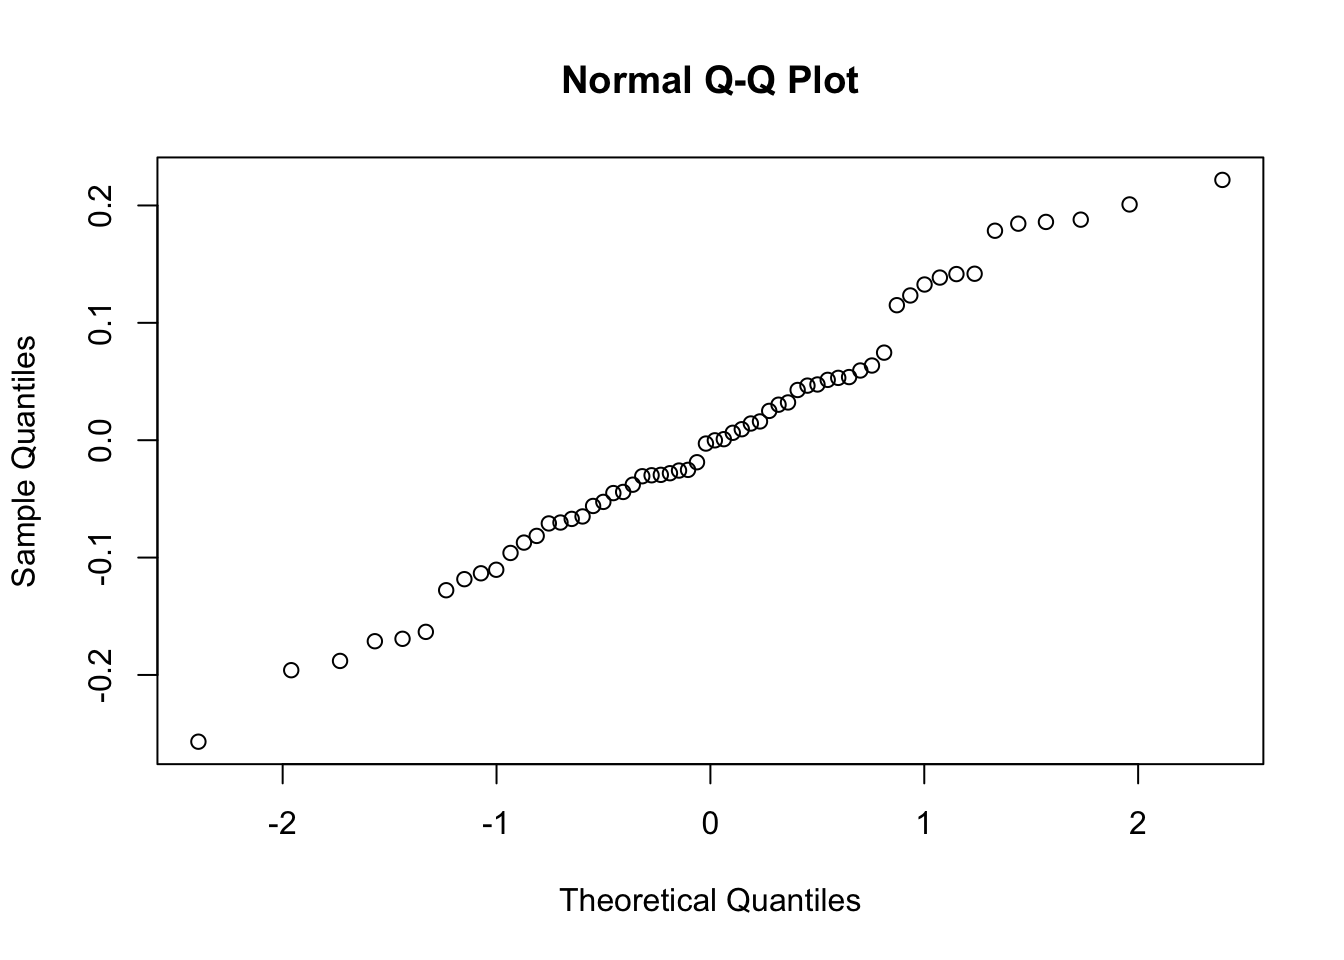 Normal Q-Q Plot
Sample Quantiles
0.2
0.1
0.0
-0.1
-0.2
-2 -1 0 1 2
Theoretical Quantiles